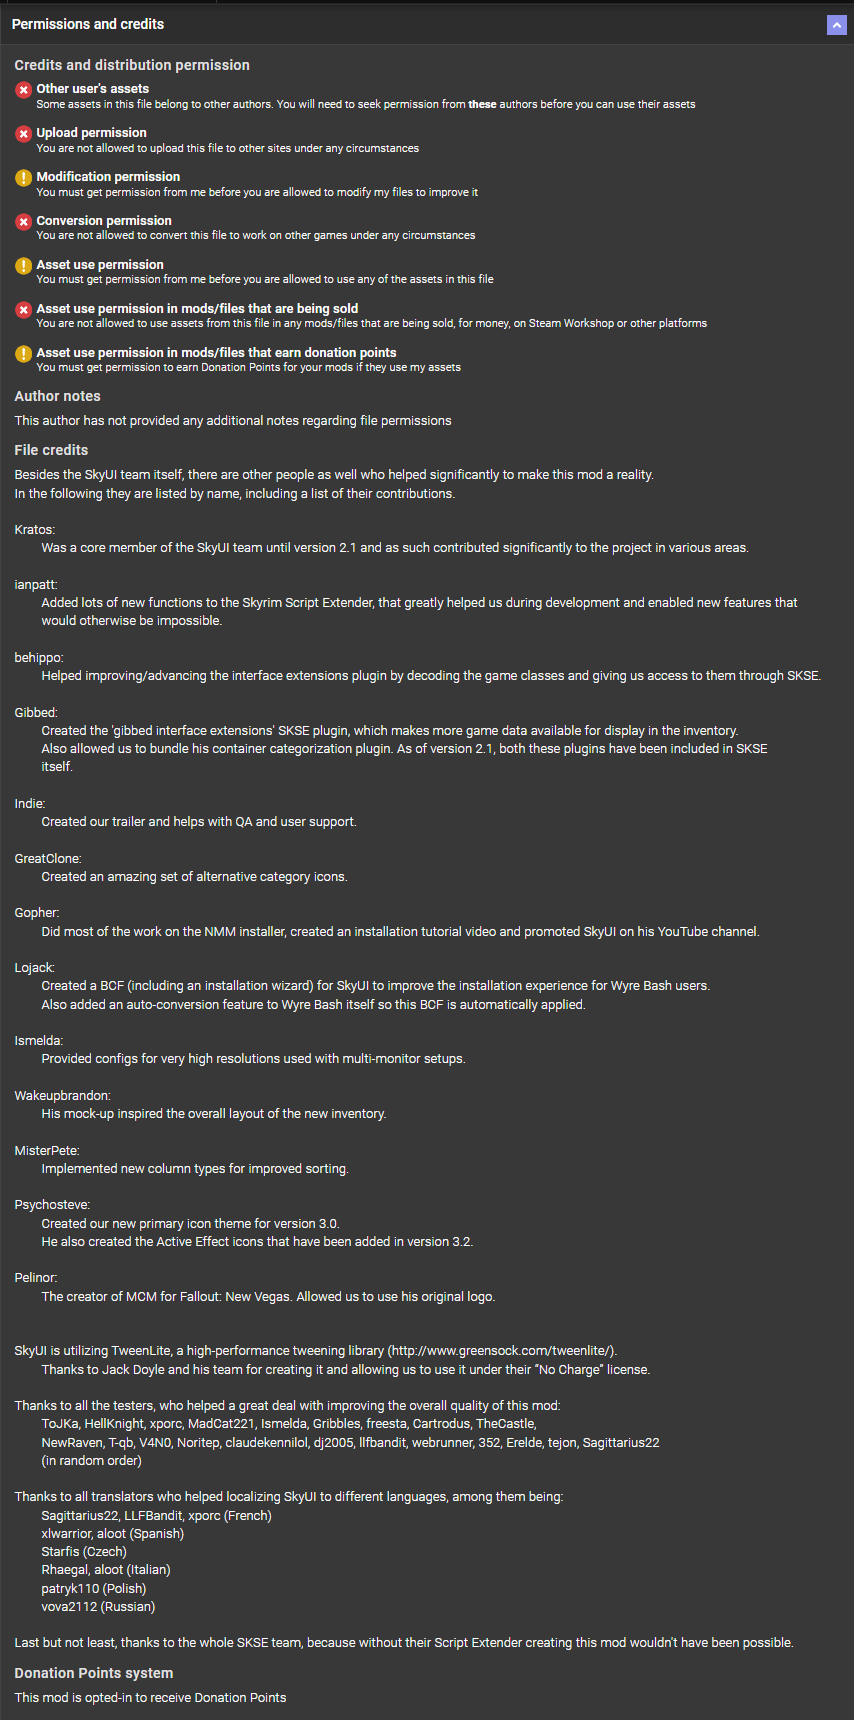 Permissions and credits
Credits and distribution permission
Other user's assets
Some assets in this file belong to other authors. You will need to seek permission from these authors before you can use their assets
Upload permission
You are not allowed to upload this file to other sites under any circumstances
Modification permission
You must get permission from me before you are allowed to modify my files to improve it
Conversion permission
You are not allowed to convert this file to work on other games under any circumstances
Asset use permission
You must get permission from me before you are allowed to use any of the assets in this file
Asset use permission in mods/files that are being sold
You are not allowed to use assets from this file in any mods/files that are being sold, for money, on Steam Workshop or other platforms
Asset use permission in mods/files that earn donation points
You must get permission to earn Donation Points for your mods if they use my assets
Author notes
This author has not provided any additional notes regarding file permissions
File credits
Besides the SkyUI team itself, there are other people as well who helped significantly to make this mod a reality.
In the following they are listed by name, including a list of their contributions.
Kratos:
Was a core member of the SkyUI team until version 2.1 and as such contributed significantly to the project in various areas.
ianpatt:
Added lots of new functions to the Skyrim Script Extender, that greatly helped us during development and enabled new features that
would otherwise be impossible.
behippo:
Helped improving/advancing the interface extensions plugin by decoding the game classes and giving us access to them through SKSE.
Gibbed:
Created the 'gibbed interface extensions' SKSE plugin, which makes more game data available for display in the inventory.
Also allowed us to bundle his container categorization plugin. As of version 2.1, both these plugins have been included in SKSE
itself.
Indie:
Created our trailer and helps with QA and user support.
GreatClone:
Created an amazing set of alternative category icons.
Gopher:
Did most of the work on the NMM installer, created an installation tutorial video and promoted SkyUI on his YouTube channel.
Lojack:
Created a BCF (including an installation wizard) for SkyUI to improve the installation experience for Wyre Bash users.
Also added an auto-conversion feature to Wyre Bash itself so this BCF is automatically applied.
Ismelda:
Provided configs for very high resolutions used with multi-monitor setups.
Wakeupbrandon:
His mock-up inspired the overall layout of the new inventory.
MisterPete:
Implemented new column types for improved sorting.
Psychosteve:
Created our new primary icon theme for version 3.0.
He also created the Active Effect icons that have been added in version 3.2.
Pelinor:
The creator of MCM for Fallout: New Vegas. Allowed us to use his original logo.
SkyUI is utilizing TweenLite, a high-performance tweening library (http://www.greensock.com/tweenlite/).
Thanks to Jack Doyle and his team for creating it and allowing us to use it under their “No Charge” license.
Thanks to all the testers, who helped a great deal with improving the overall quality of this mod:
ToJKa, HellKnight, xporc, MadCat221, Ismelda, Gribbles, freesta, Cartrodus, TheCastle,
NewRaven, T-qb, V4N0, Noritep, claudekennilol, dj2005, llfbandit, webrunner, 352, Erelde, tejon, Sagittarius22
(in random order)
Thanks to all translators who helped localizing SkyUI to different languages, among them being:
Sagittarius22, LLFBandit, xporc (French)
xlwarrior, aloot (Spanish)
Starfis (Czech)
Rhaegal, aloot (Italian)
patryk110 (Polish)
vova2112 (Russian)
Last but not least, thanks to the whole SKSE team, because without their Script Extender creating this mod wouldn't have been possible.
Donation Points system
This mod is opted-in to receive Donation Points